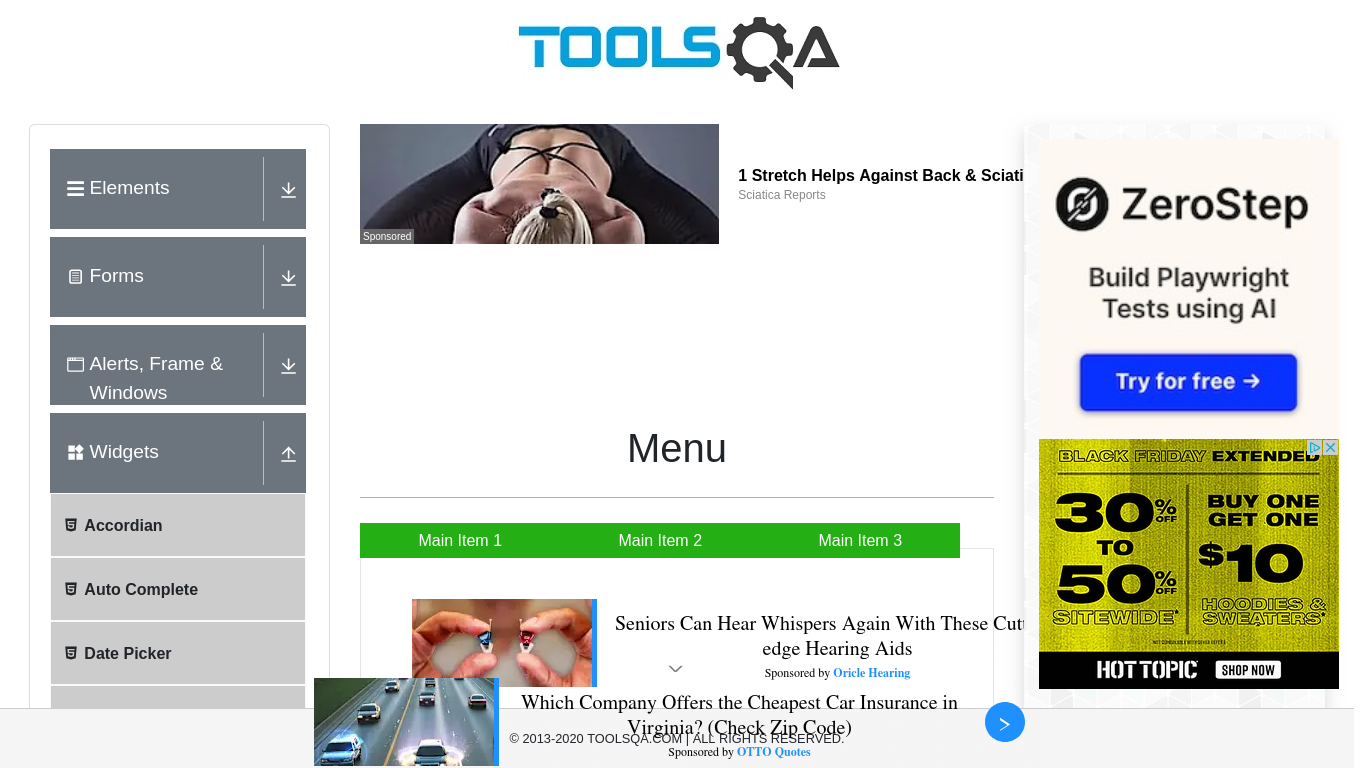 TOOLSQA
Elements
Forms
Alerts, Frame &
Windows
Widgets
Accordian
Auto Complete
Date Picker
Sponsored
1 Stretch Helps Against Back & Sciati
Sciatica Reports
Menu
Main Item 1
Main Item 2
Main Item 3
Seniors Can Hear Whispers Again With These Cutt
edge Hearing Aids
Sponsored by Oricle Hearing
Which Company Offers the Cheapest Car Insurance in
Virginia? (Check Zip Code)
Sponsored by OTTO Quotes
© 2013-2020 TOOLSQA.COM | ALL RIGHTS RESERVED.
ZeroStep
Build Playwright
Tests using AI
Try for free →
BLACK FRIDAY EXTENDED
30% OFF
TO
50% OFF
SITEWIDE*
BUY ONE
GET ONE
$10
HOODIES &
SWEATERS*
HOT TOPIC
SHOP NOW